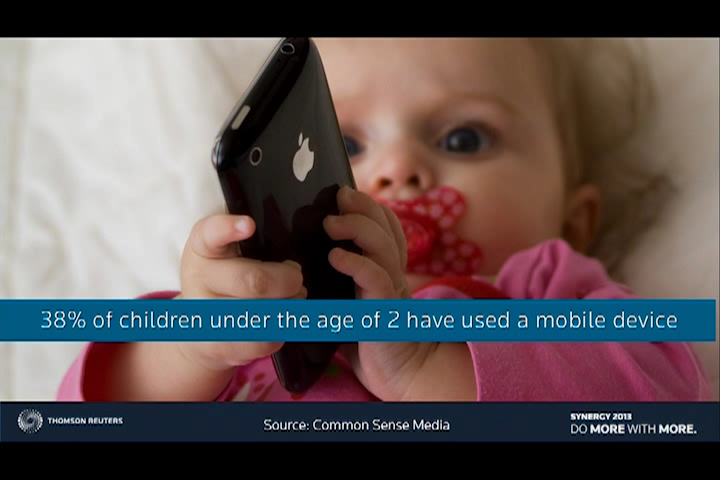 38% of children under the age of 2 have used a mobile device
THOMSON REUTERS
Source: Common Sense Media
SYNERGY 2013
DO MORE WITH MORE.